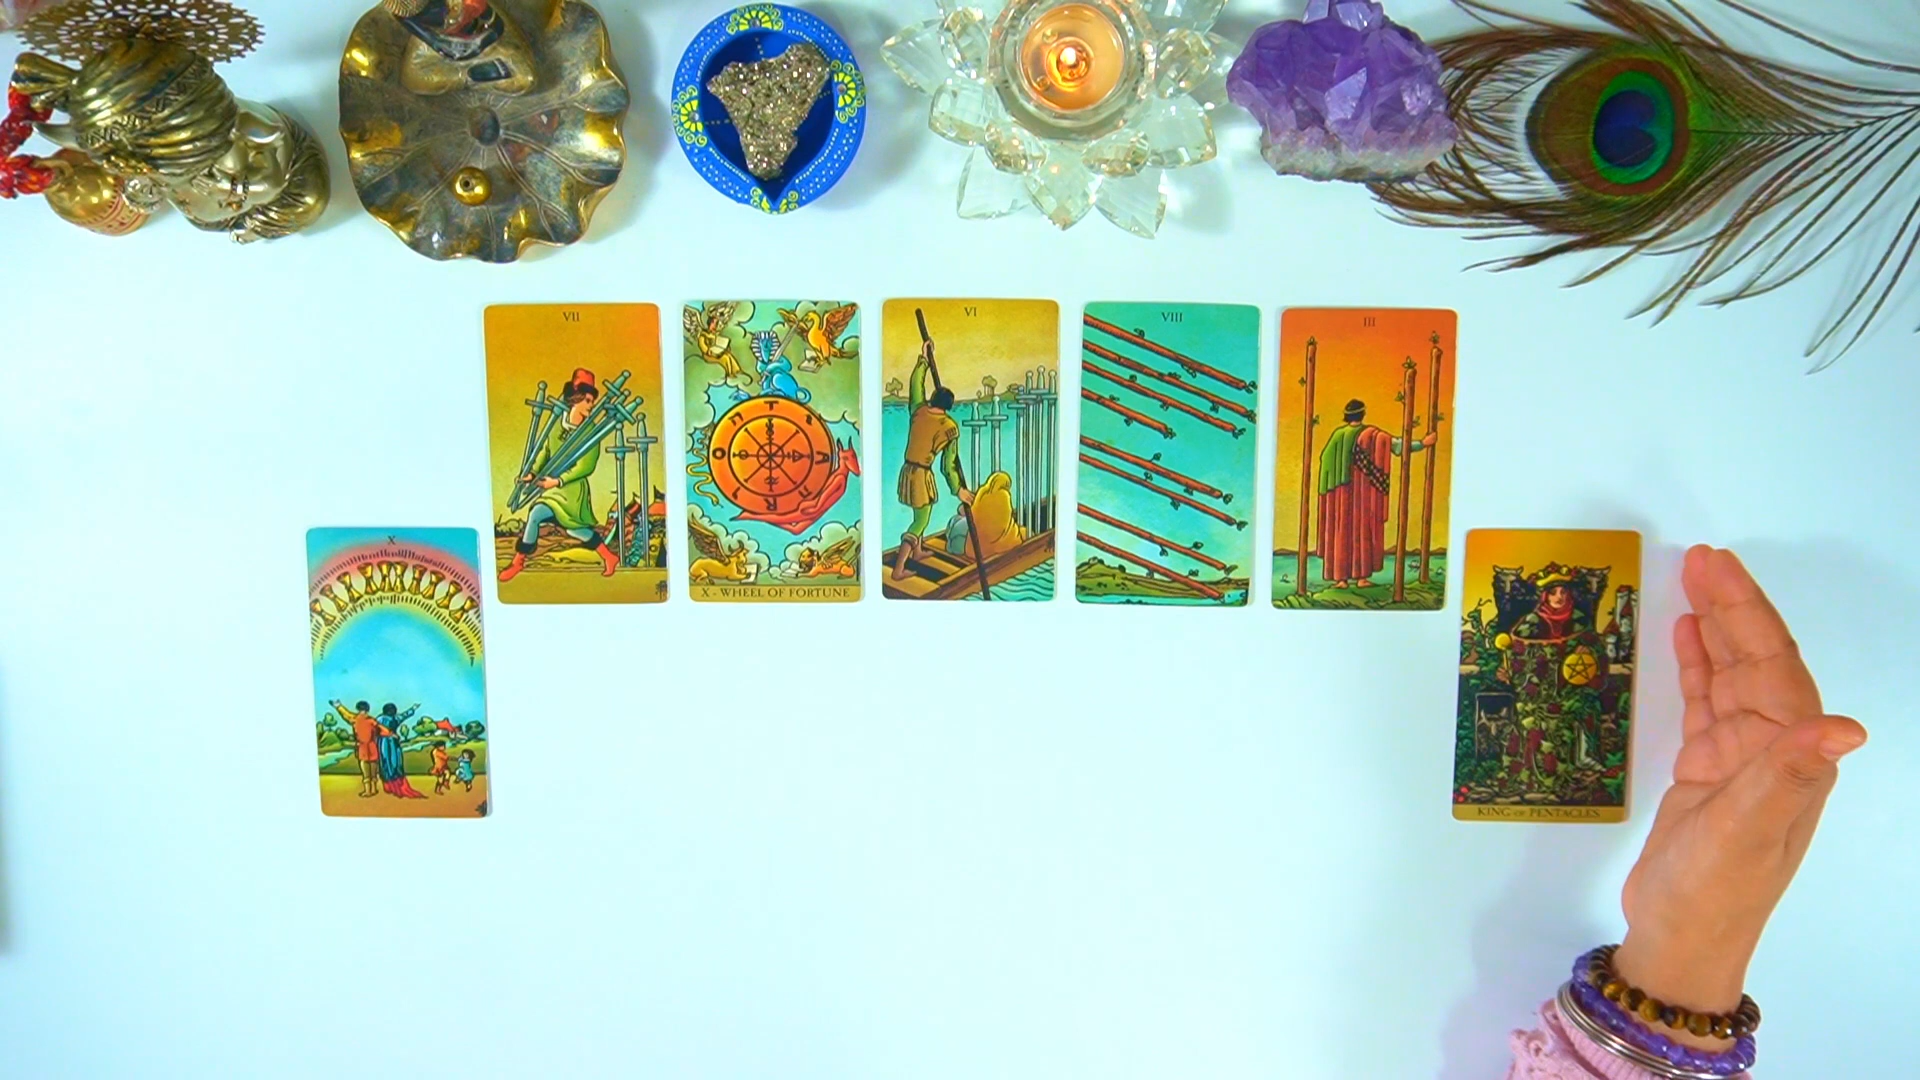 VII
X - WHEEL OF FORTUNE
VI
VIII
III
X
KING OF PENTACLES